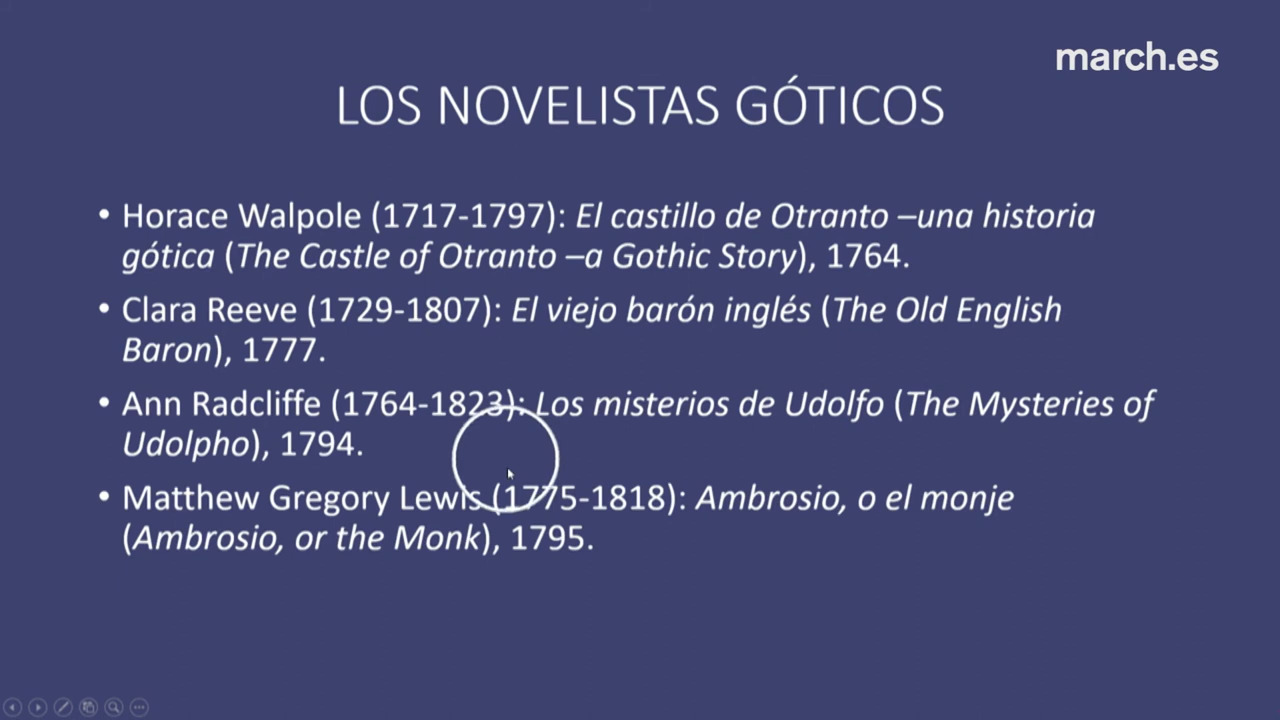 march.es
LOS NOVELISTAS GÓTICOS
• Horace Walpole (1717-1797): El castillo de Otranto –una historia
gótica (The Castle of Otranto –a Gothic Story), 1764.
• Clara Reeve (1729-1807): El viejo barón inglés (The Old English
Baron), 1777.
• Ann Radcliffe (1764-1823): Los misterios de Udolfo (The Mysteries of
Udolpho), 1794.
• Matthew Gregory Lewis (1775-1818): Ambrosio, o el monje
(Ambrosio, or the Monk), 1795.